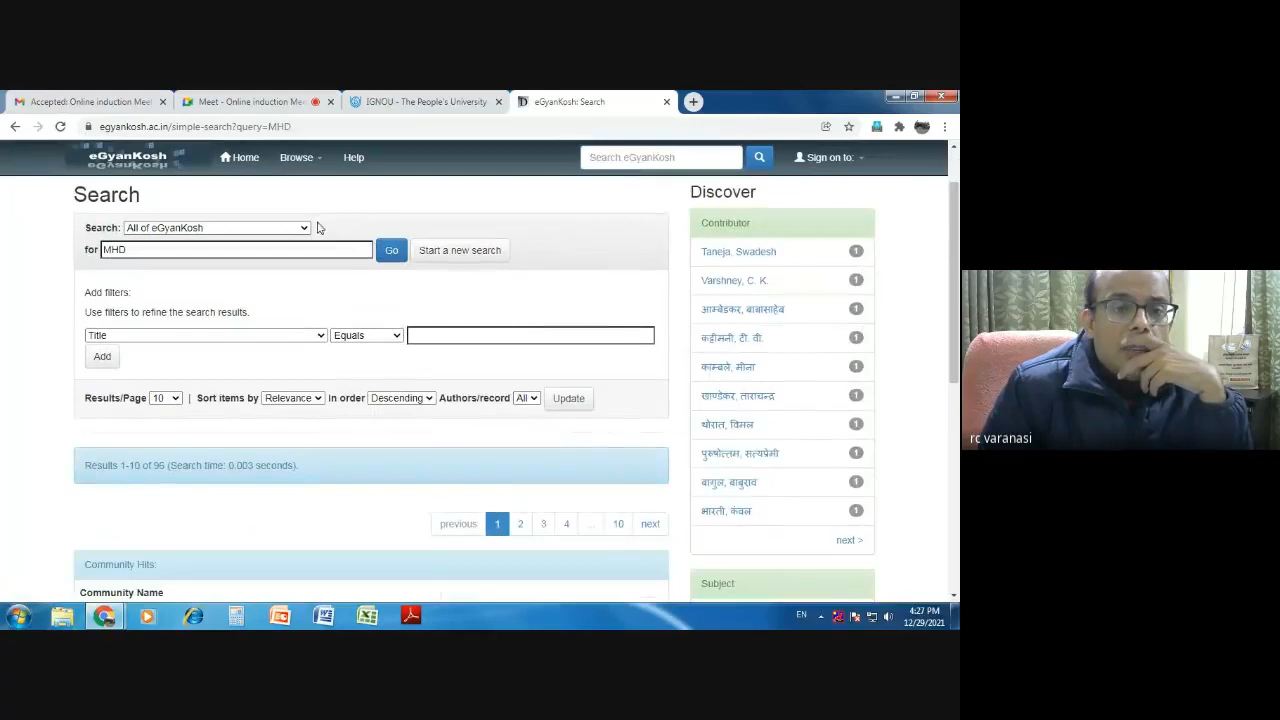 Accepted: Online induction Meet
Meet - Online induction Mee
IGNOU - The People's University
eGyanKosh: Search
egyankosh.ac.in/simple-search?query=MHD
eGyanKosh
Home
Browse
Help
Search eGyanKosh
Sign on to:
Search
Search: All of eGyanKosh
for MHD Go Start a new search
Add filters:
Use filters to refine the search results.
Title Equals
Add
Results/Page 10 | Sort items by Relevance In order Descending Authors/record All Update
Results 1-10 of 96 (Search time: 0.003 seconds).
previous 1 2 3 4 ... 10 next
Community Hits:
Community Name
Discover
Contributor
Taneja, Swadesh 1
Varshney, C. K. 1
आम्बेडकर, बाबासाहेब 1
कट्टीमनी, टी. वी. 1
काम्बले, मीना 1
खाण्डेकर, ताराचन्द्र 1
थोरात, विमल 1
पुरुषोत्तम, सत्यप्रेमी 1
बागुल, बाबुराव 1
भारती, कंवल 1
next >
Subject
rc varanasi
EN
4:27 PM
12/29/2021